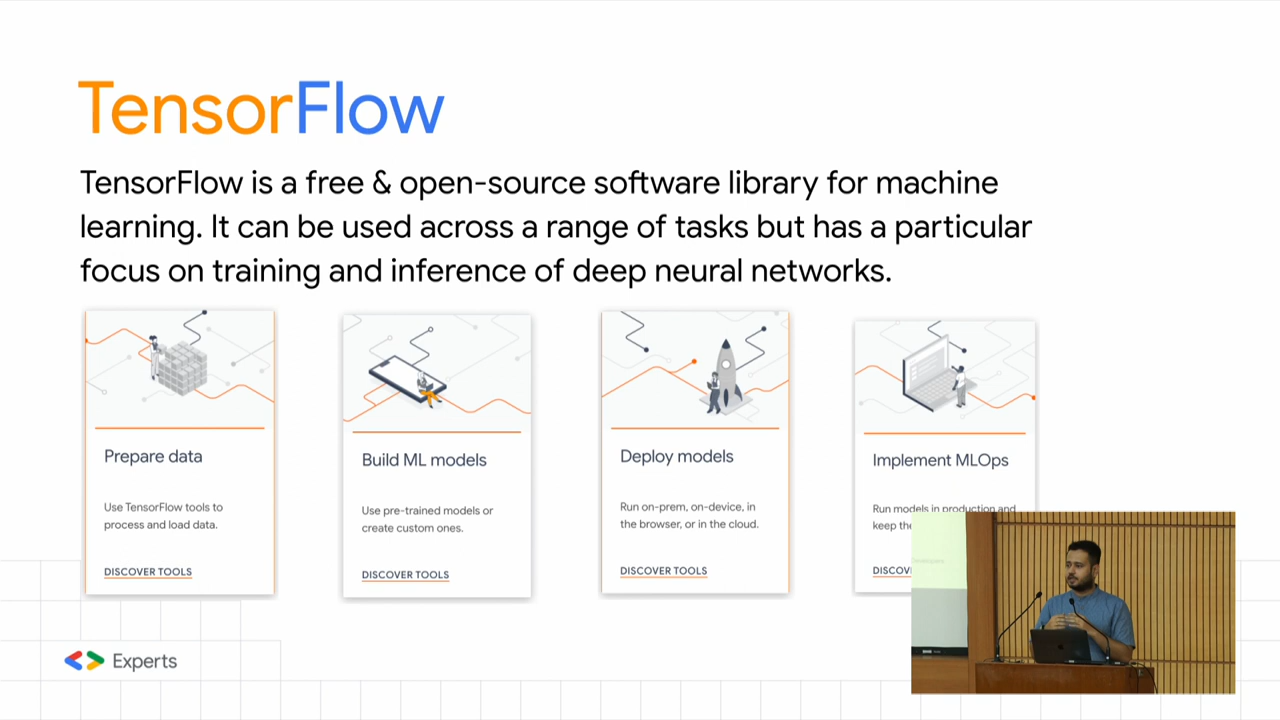 TensorFlow
TensorFlow is a free & open-source software library for machine
learning. It can be used across a range of tasks but has a particular
focus on training and inference of deep neural networks.
Prepare data
Use TensorFlow tools to
process and load data.
DISCOVER TOOLS
Build ML models
Use pre-trained models or
create custom ones.
DISCOVER TOOLS
Deploy models
Run on-prem, on-device, in
the browser, or in the cloud.
DISCOVER TOOLS
Implement MLOps
Run models in production and
keep the
DISCOV
Experts